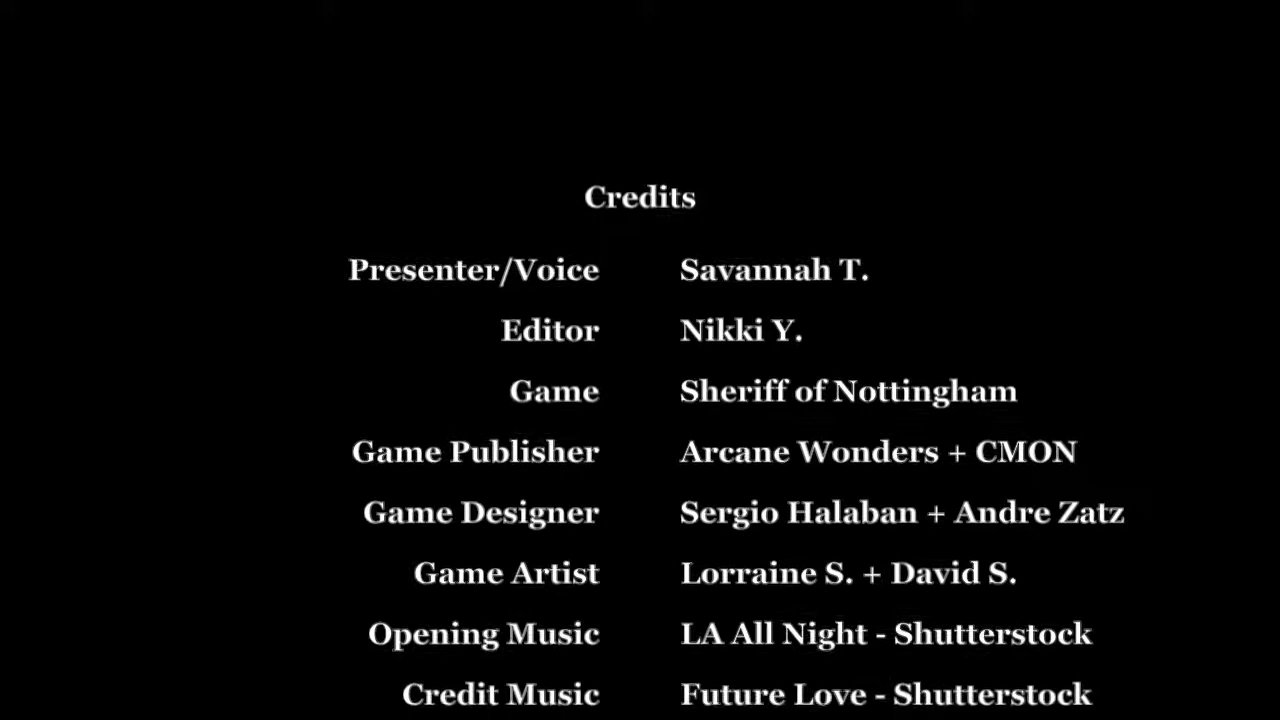 Credits
Presenter/Voice Savannah T.
Editor Nikki Y.
Game Sheriff of Nottingham
Game Publisher Arcane Wonders + CMON
Game Designer Sergio Halaban + Andre Zatz
Game Artist Lorraine S. + David S.
Opening Music LA All Night - Shutterstock
Credit Music Future Love - Shutterstock